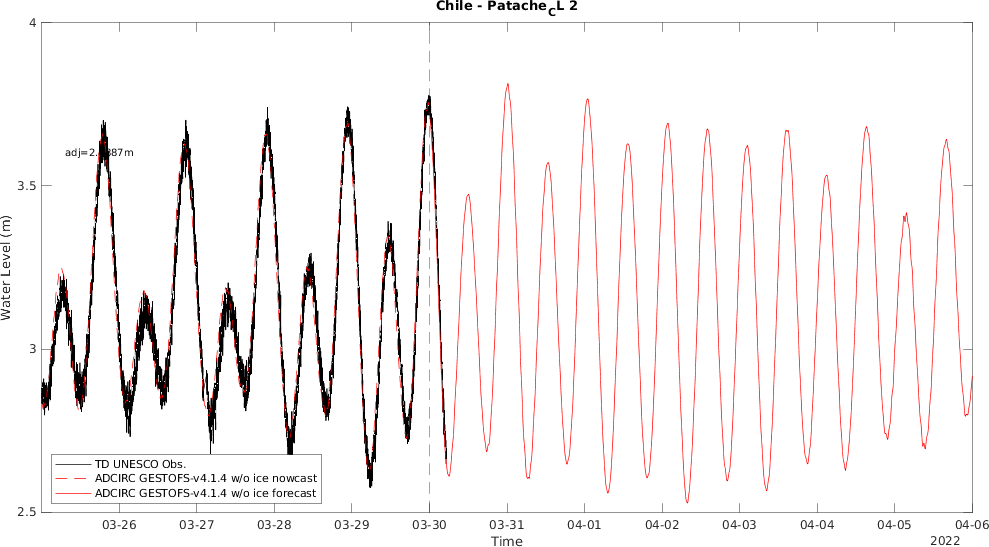 Chile - Patache_CL 2
4
adj=2. 387m
3.5
Water Level (m)
3
TD UNESCO Obs.
ADCIRC GESTOFS-v4.1.4 w/o ice nowcast
ADCIRC GESTOFS-v4.1.4 w/o ice forecast
2.5
03-26 03-27 03-28 03-29 03-30 03-31 04-01 04-02 04-03 04-04 04-05 04-06
Time
2022